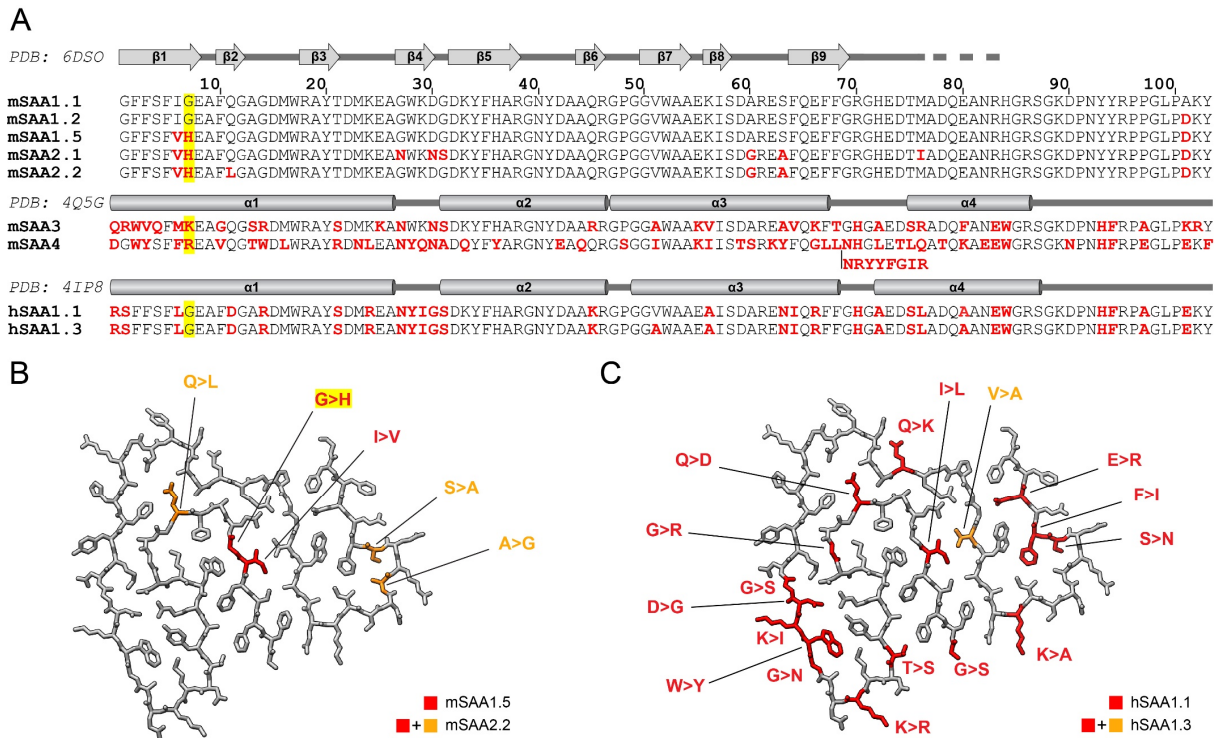 A
PDB: 6DSO β1 β2 β3 β4 β5 β6 β7 β8 β9
10 20 30 40 50 60 70 80 90 100
mSAA1.1 GFFSFIGEAFQGAGDMWRAYTDMKEAGWKDGDKYFHARGNYDAAQRGPGGVWAAEKISDARESFQEFFGRGHEDTMADQEANRHGRSGKDPNYYRPPGLPAKY
mSAA1.2 GFFSFIGEAFQGAGDMWRAYTDMKEAGWKDGDKYFHARGNYDAAQRGPGGVWAAEKISDARESFQEFFGRGHEDTMADQEANRHGRSGKDPNYYRPPGLPDKY
mSAA1.5 GFFSFVHEAFQGAGDMWRAYTDMKEAGWKDGDKYFHARGNYDAAQRGPGGVWAAEKISDARESFQEFFGRGHEDTMADQEANRHGRSGKDPNYYRPPGLPDKY
mSAA2.1 GFFSFVHEAFQGAGDMWRAYTDMKEANWKNSDKYFHARGNYDAAQRGPGGVWAAEKISDGREAFQEFFGRGHEDTIADQEANRHGRSGKDPNYYRPPGLPDKY
mSAA2.2 GFFSFVHEAFLGAGDMWRAYTDMKEAGWKDGDKYFHARGNYDAAQRGPGGVWAAEKISDGREAFQEFFGRGHEDTMADQEANRHGRSGKDPNYYRPPGLPDKY
PDB: 4Q5G α1 α2 α3 α4
mSAA3 QRWVQFMKEAGQGSRDMWRAYSDMKKANWKNSDKYFHARGNYDAARRGPGGAWAAKVISDAREAVQKFTGHGAEDSRADQFANEWGRSGKDPNHFRPAGLPKRY
mSAA4 DGWYSFFREAVQGTWDLWRAYRDNLEANYQNADQYFYARGNYEAQQRGSGGIWAAKIISTSRKYFQGLLNHGLETLQATQKAEEWGRSGKNPNHFRPEGLPEKF
NRYYFGIR
PDB: 4IP8 α1 α2 α3 α4
hSAA1.1 RSFFSFLGEAFDGARDMWRAYSDMREANYIGSDKYFHARGNYDAAKRGPGGVWAAEAISDARENIQRFFGHGAEDSLADQAANEWGRSGKDPNHFRPAGLPEKY
hSAA1.3 RSFFSFLGEAFDGARDMWRAYSDMREANYIGSDKYFHARGNYDAAKRGPGGAWAAEAISDARENIQRFFGHGAEDSLADQAANEWGRSGKDPNHFRPAGLPEKY
B
Q>L
G>H
I>V
S>A
A>G
mSAA1.5
+ mSAA2.2
C
I>L
V>A
Q>K
Q>D
E>R
F>I
G>R
S>N
G>S
D>G
K>I
G>N
T>S
G>S
K>A
W>Y
K>R
hSAA1.1
+ hSAA1.3